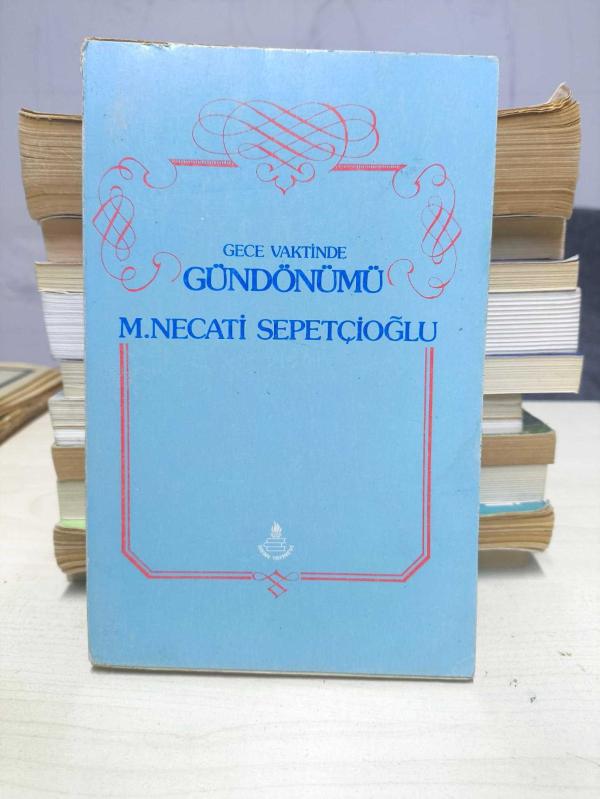 GECE VAKTİNDE
GÜNDÖNÜMÜ
M.NECATİ SEPETÇİOĞLU